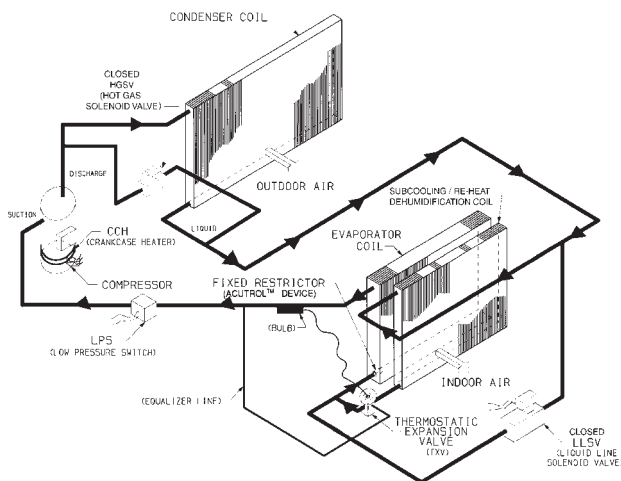 CONDENSER COIL
CLOSED
HGSV
(HOT GAS
SOLENOID VALVE)
DISCHARGE
OUTDOOR AIR
SUBCOOLING / RE-HEAT
DEHUMIDIFICATION COIL
SUCTION
LIQUID
EVAPORATOR
COIL
CCH
(CRANKCASE HEATER)
COMPRESSOR
FIXED RESTRICTOR
(ACUTROL™ DEVICE)
(BULB)
LPS
(LOW PRESSURE SWITCH)
INDOOR AIR
(EQUALIZER LINE)
THERMOSTATIC
EXPANSION
VALVE
(TXV)
CLOSED
LLSV
(LIQUID LINE
SOLENOID VALVE)